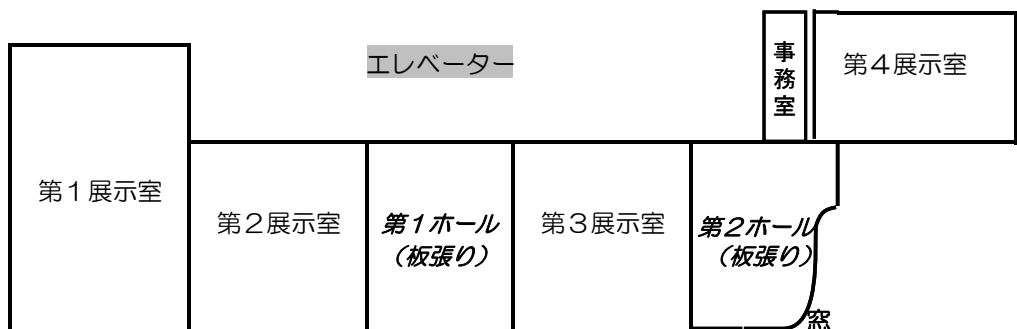 エレベーター
事務室
第4展示室
第1展示室
第2展示室
第1ホール
（板張り）
第3展示室
第2ホール
（板張り）
窓